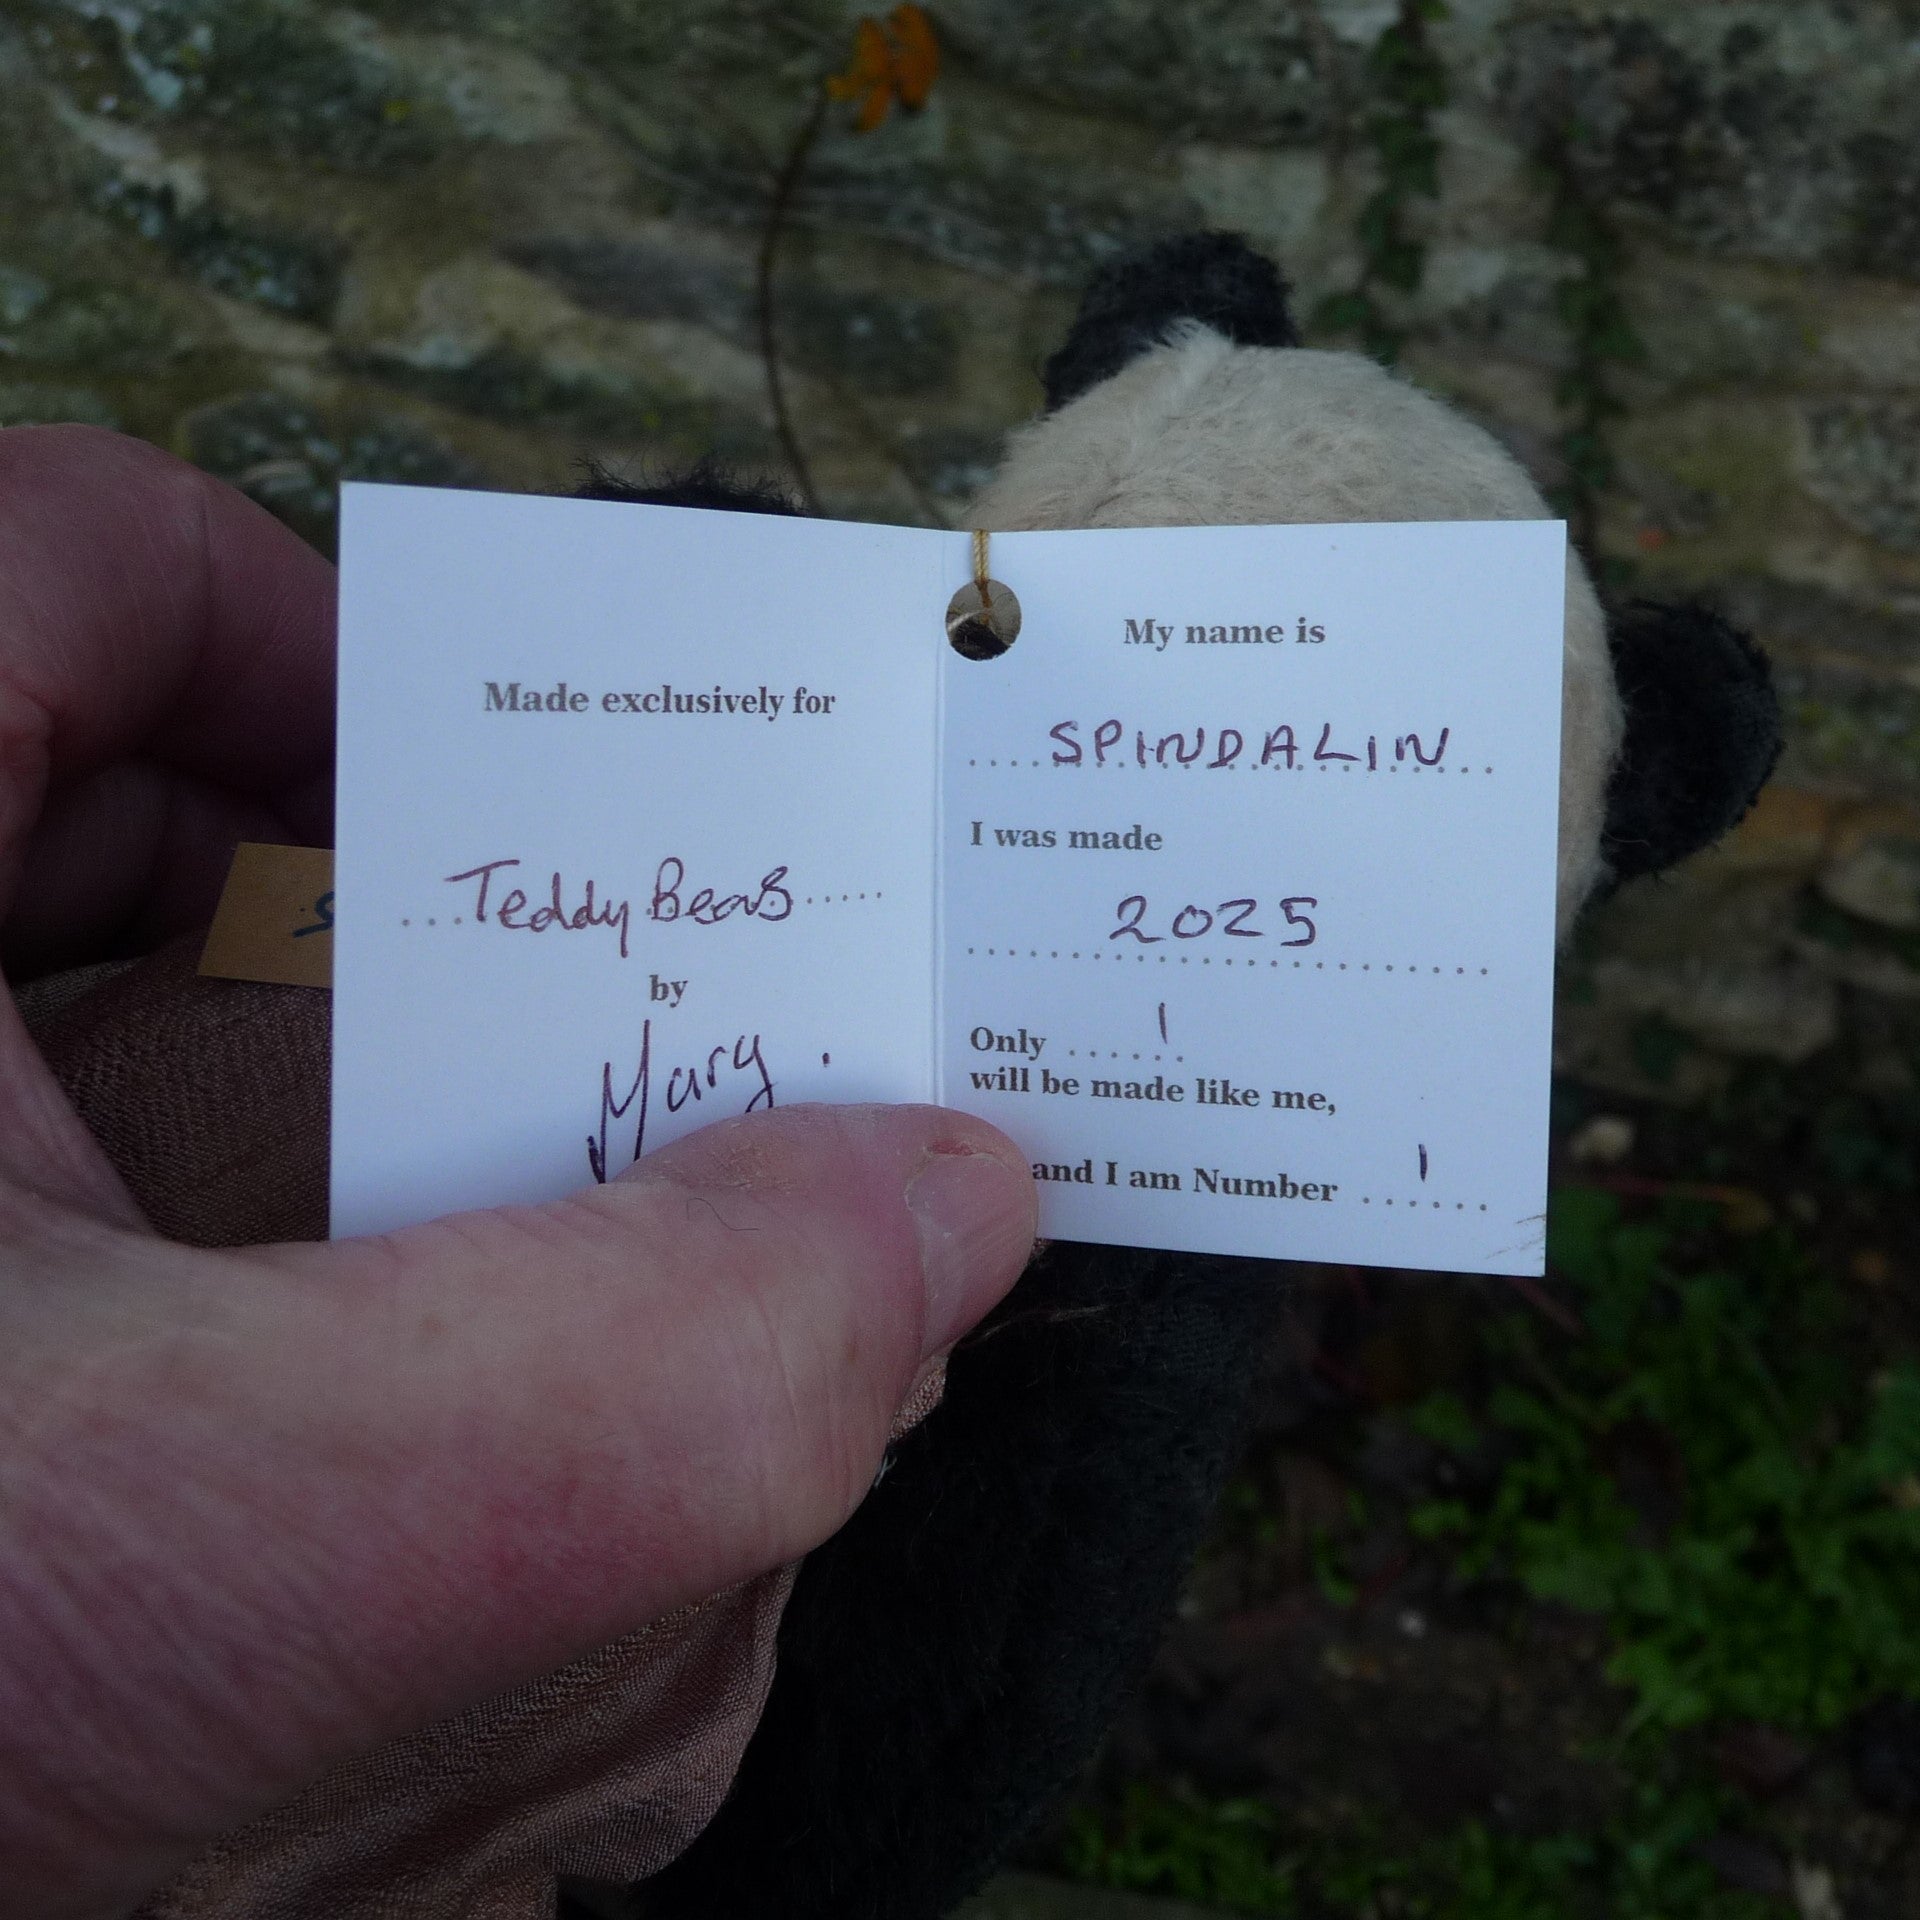 Made exclusively for
Teddy Bears
by
Mary.
My name is
SPINDALIN
I was made
2025
Only 1
will be made like me,
and I am Number 1